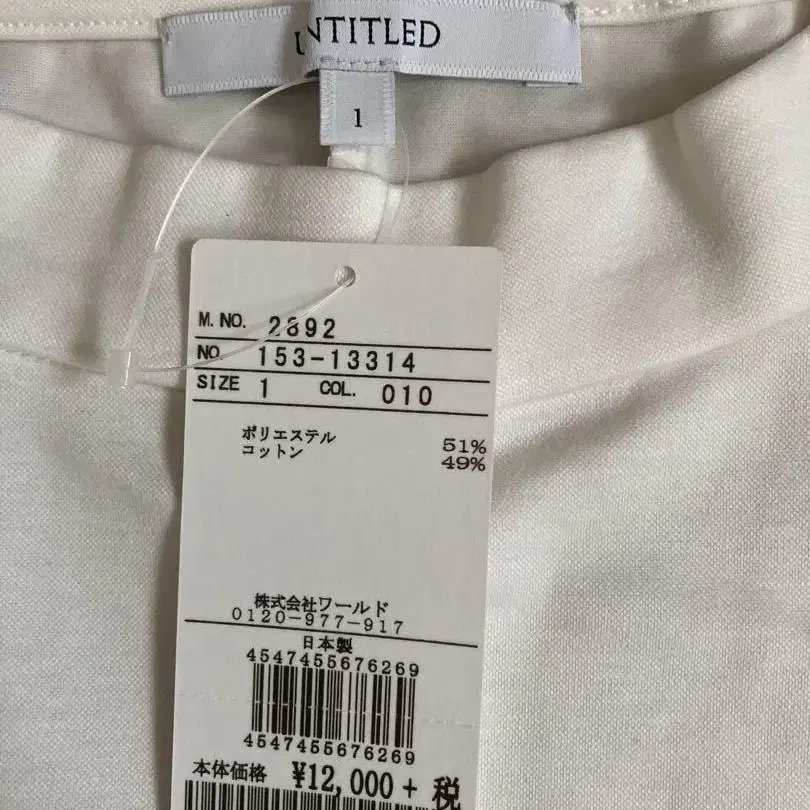 UNTITLED
1
M. NO. 2892
NO. 153-13314
SIZE 1 COL. 010
ポリエステル 51%
コットン 49%
株式会社ワールド
0120-977-917
日本製
4547455676269
4547455676269
本体価格 ¥12,000+税